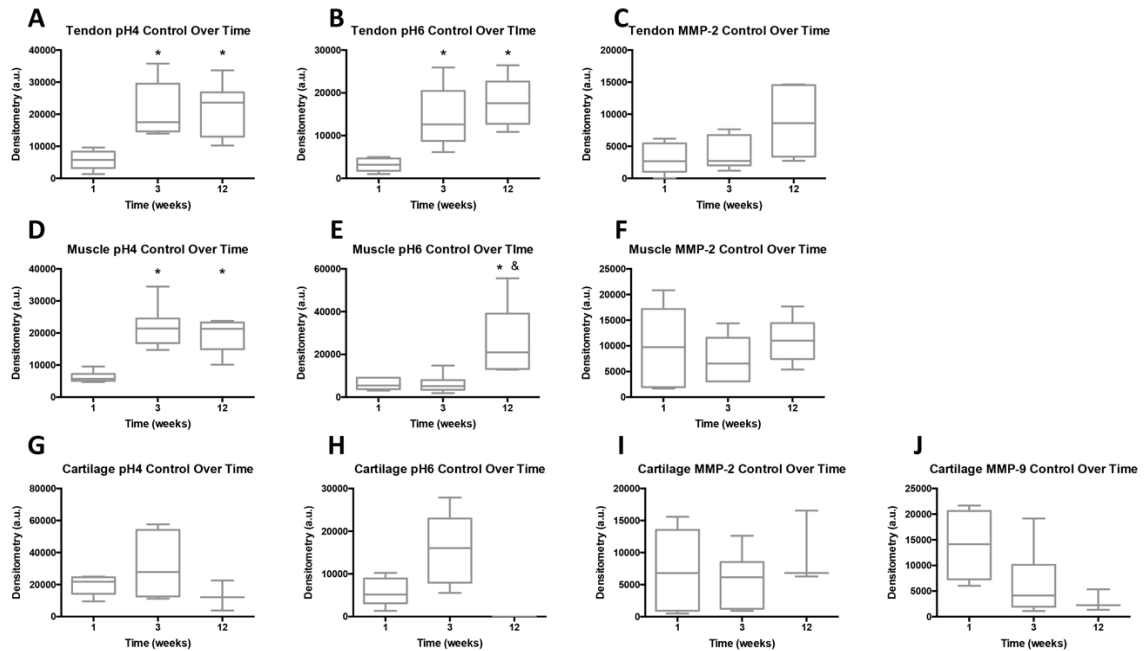 A
Tendon pH4 Control Over Time
Densitometry (a.u.)
40000
30000
20000
10000
0
* *
1 3 12
Time (weeks)
B
Tendon pH6 Control Over TIme
Densitometry (a.u.)
30000
20000
10000
0
* *
1 3 12
Time (weeks)
C
Tendon MMP-2 Control Over Time
Densitometry (a.u.)
20000
15000
10000
5000
0
1 3 12
Time (weeks)
D
Muscle pH4 Control Over Time
Densitometry (a.u.)
40000
30000
20000
10000
0
* *
1 3 12
Time (weeks)
E
Muscle pH6 Control Over TIme
Densitometry (a.u.)
60000
40000
20000
0
* &
1 3 12
Time (weeks)
F
Muscle MMP-2 Control Over Time
Densitometry (a.u.)
25000
20000
15000
10000
5000
0
1 3 12
Time (weeks)
G
Cartilage pH4 Control Over Time
Densitometry (a.u.)
80000
60000
40000
20000
0
1 3 12
Time (weeks)
H
Cartilage pH6 Control Over Time
Densitometry (a.u.)
30000
20000
10000
0
1 3 12
Time (weeks)
I
Cartilage MMP-2 Control Over Time
Densitometry (a.u.)
20000
15000
10000
5000
0
1 3 12
Time (weeks)
J
Cartilage MMP-9 Control Over Time
Densitometry (a.u.)
25000
20000
15000
10000
5000
0
1 3 12
Time (weeks)